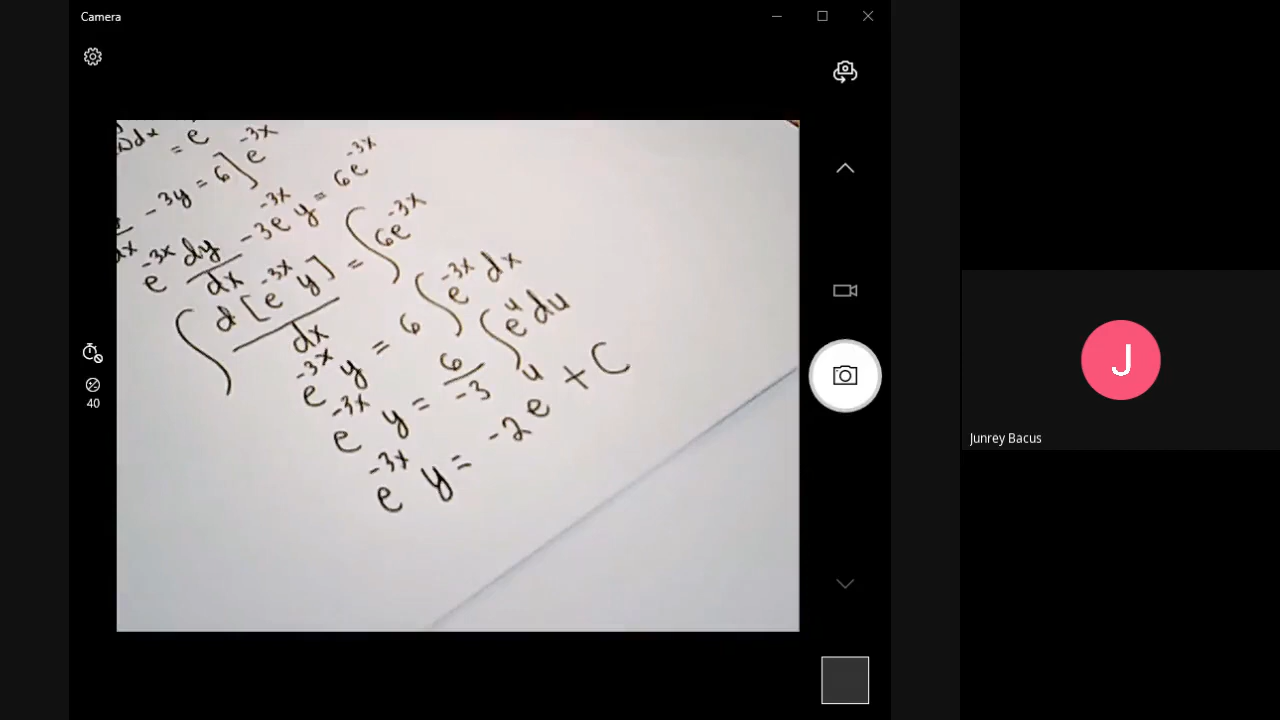 Camera
dx = e
- 3y = 6] e^-3x
e^-3x dy/dx - 3e^-3x y = 6e^-3x
∫ d[e^-3x y]/dx = ∫ 6e^-3x
e^-3x y = 6 ∫ e^-3x dx
e^-3x y = 6/-3 ∫ e^u du
e^-3x y = -2e^u + C
40
J
Junrey Bacus